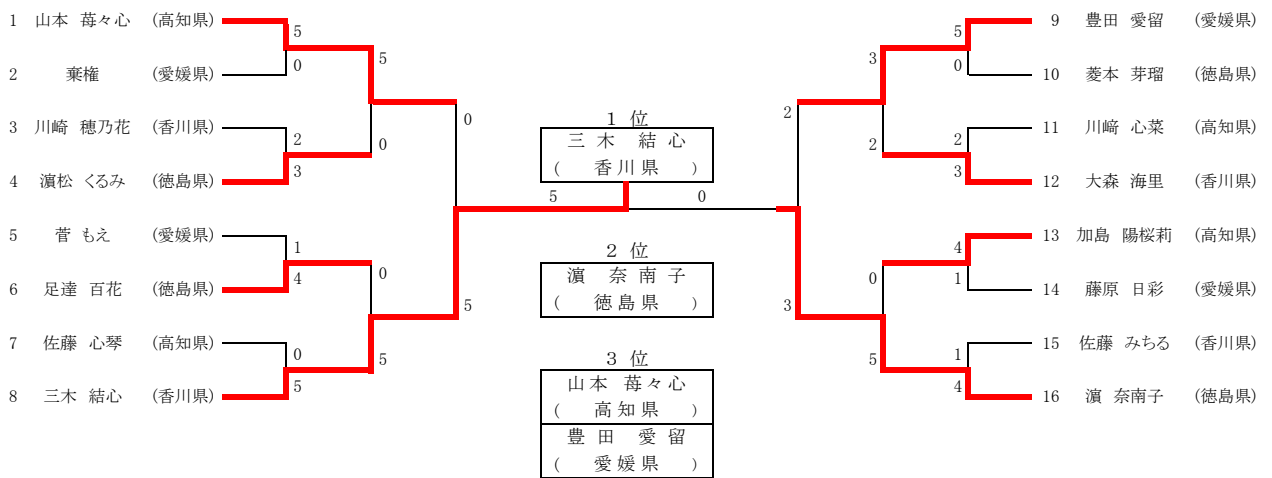 1 山本 苺々心 (高知県)
5
0
2 棄権 (愛媛県)
5
3 川崎 穂乃花 (香川県)
2
3
0
4 濵松 くるみ (徳島県)
0
5 菅 もえ (愛媛県)
1
4
0
6 足達 百花 (徳島県)
5
7 佐藤 心琴 (高知県)
0
5
5
8 三木 結心 (香川県)
1 位
三木 結心
( 香川県 )
5 0
2 位
濵 奈南子
( 徳島県 )
3 位
山本 苺々心
( 高知県 )
豊田 愛留
( 愛媛県 )
5
9 豊田 愛留 (愛媛県)
3
0
10 菱本 芽瑠 (徳島県)
2
2
11 川﨑 心菜 (高知県)
2
3
12 大森 海里 (香川県)
4
13 加島 陽桜莉 (高知県)
0
1
14 藤原 日彩 (愛媛県)
3
1
15 佐藤 みちる (香川県)
5
4
16 濵 奈南子 (徳島県)